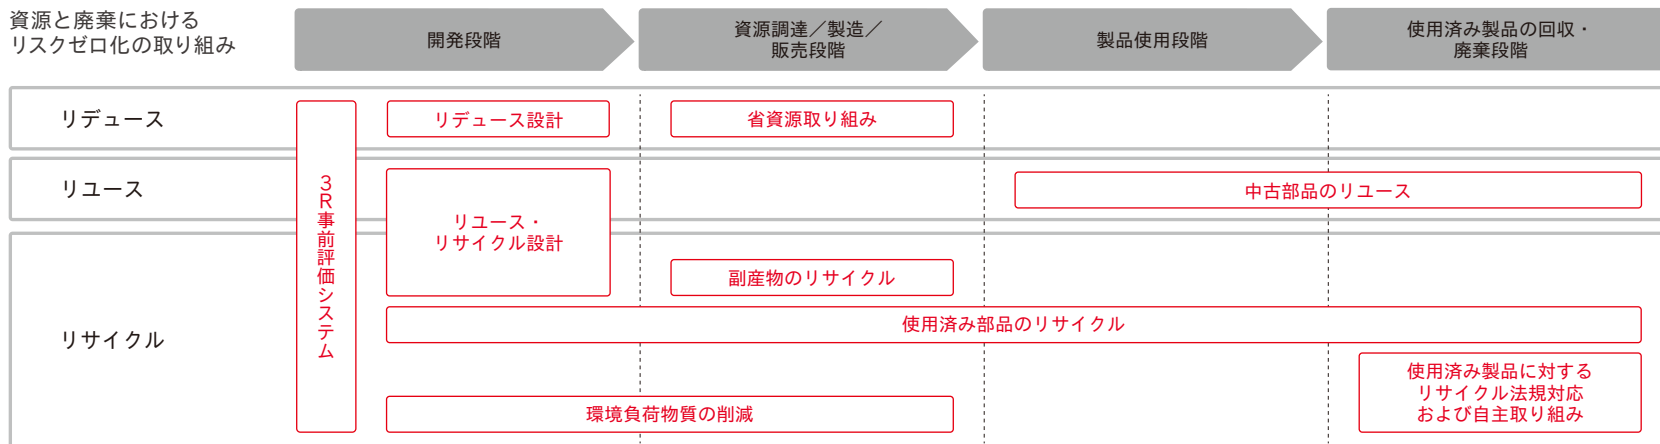 資源と廃棄における
リスクゼロ化の取り組み
開発段階
資源調達／製造／
販売段階
製品使用段階
使用済み製品の回収・
廃棄段階
リデュース
リデュース設計
省資源取り組み
3R事前評価システム
リユース
リユース・
リサイクル設計
中古部品のリユース
リサイクル
副産物のリサイクル
使用済み部品のリサイクル
環境負荷物質の削減
使用済み製品に対する
リサイクル法規対応
および自主取り組み